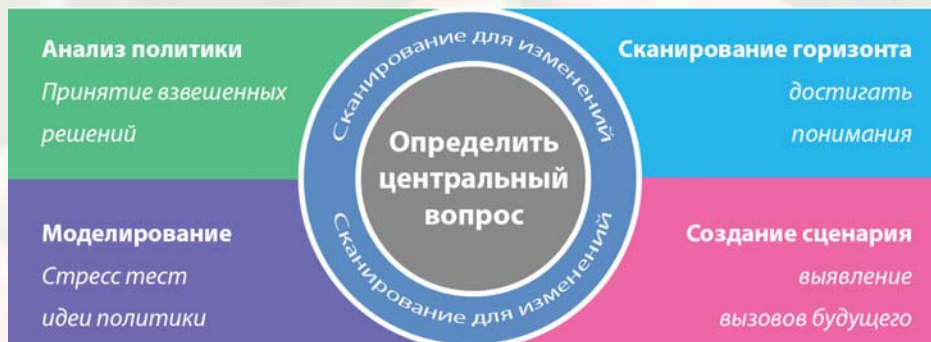 Анализ политики
Принятие взвешенных
решений
Сканирование для изменений
Сканирование горизонта
достигать
понимания
Определить
центральный
вопрос
Моделирование
Стресс тест
идеи политики
Сканирование для изменений
Создание сценария
выявление
вызовов будущего